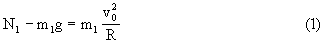 N₁ − m₁g = m₁ v₀²/R (1)